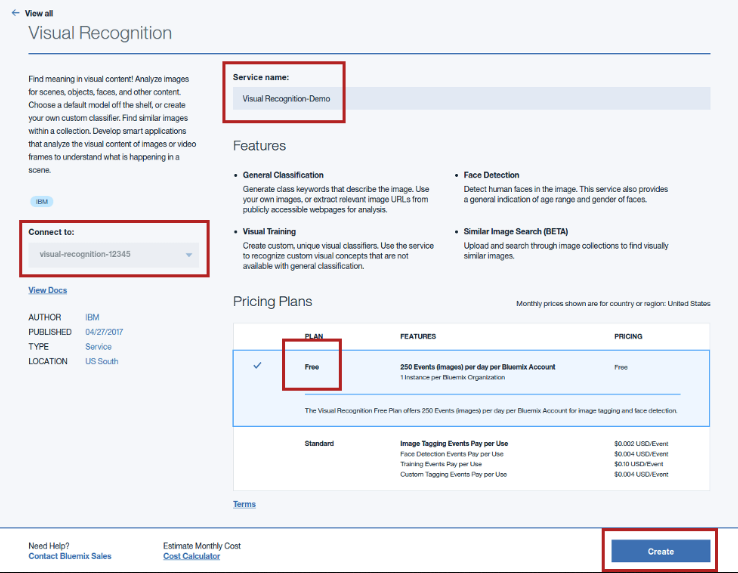 View all
Visual Recognition
Find meaning in visual content! Analyze images
for scenes, objects, faces, and other content.
Choose a default model off the shelf, or create
your own custom classifier. Find similar images
within a collection. Develop smart applications
that analyze the visual content of images or video
frames to understand what is happening in a
scene.
IBM
Connect to:
visual-recognition-12345
View Docs
AUTHOR IBM
PUBLISHED 04/27/2017
TYPE Service
LOCATION US South
Service name:
Visual Recognition-Demo
Features
General Classification
Generate class keywords that describe the image. Use
your own images, or extract relevant image URLs from
publicly accessible webpages for analysis.
Face Detection
Detect human faces in the image. This service also provides
a general indication of age range and gender of faces.
Visual Training
Create custom, unique visual classifiers. Use the service
to recognize custom visual concepts that are not
available with general classification.
Similar Image Search (BETA)
Upload and search through image collections to find visually
similar images.
Pricing Plans
Monthly prices shown are for country or region: United States
PLAN FEATURES PRICING
Free 250 Events (images) per day per Bluemix Account Free
1 Instance per Bluemix Organization
The Visual Recognition Free Plan offers 250 Events (images) per day per Bluemix Account for image tagging and face detection.
Standard Image Tagging Events Pay per Use $0.002 USD/Event
Face Detection Events Pay per Use $0.004 USD/Event
Training Events Pay per Use $0.10 USD/Event
Custom Tagging Events Pay per Use $0.004 USD/Event
Terms
Need Help?
Contact Bluemix Sales
Estimate Monthly Cost
Cost Calculator
Create